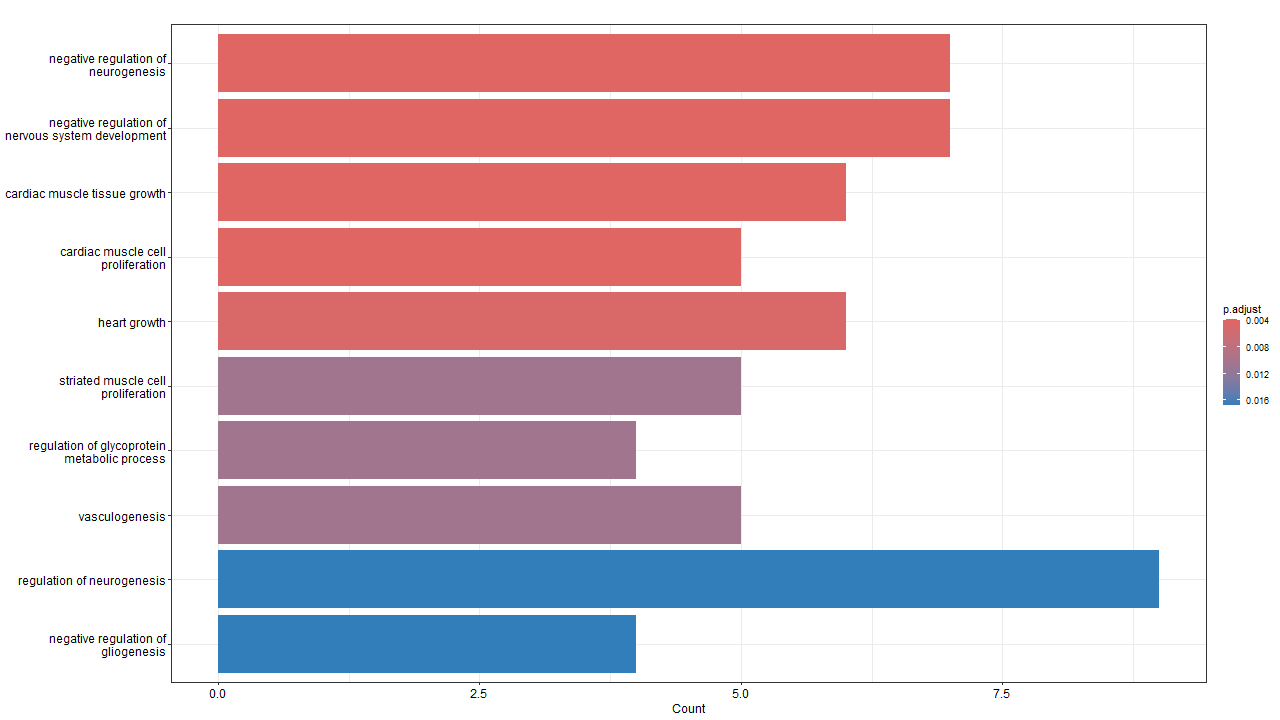 negative regulation of
neurogenesis
negative regulation of
nervous system development
cardiac muscle tissue growth
cardiac muscle cell
proliferation
heart growth
striated muscle cell
proliferation
regulation of glycoprotein
metabolic process
vasculogenesis
regulation of neurogenesis
negative regulation of
gliogenesis
0.0
2.5
5.0
7.5
Count
p.adjust
0.004
0.008
0.012
0.016